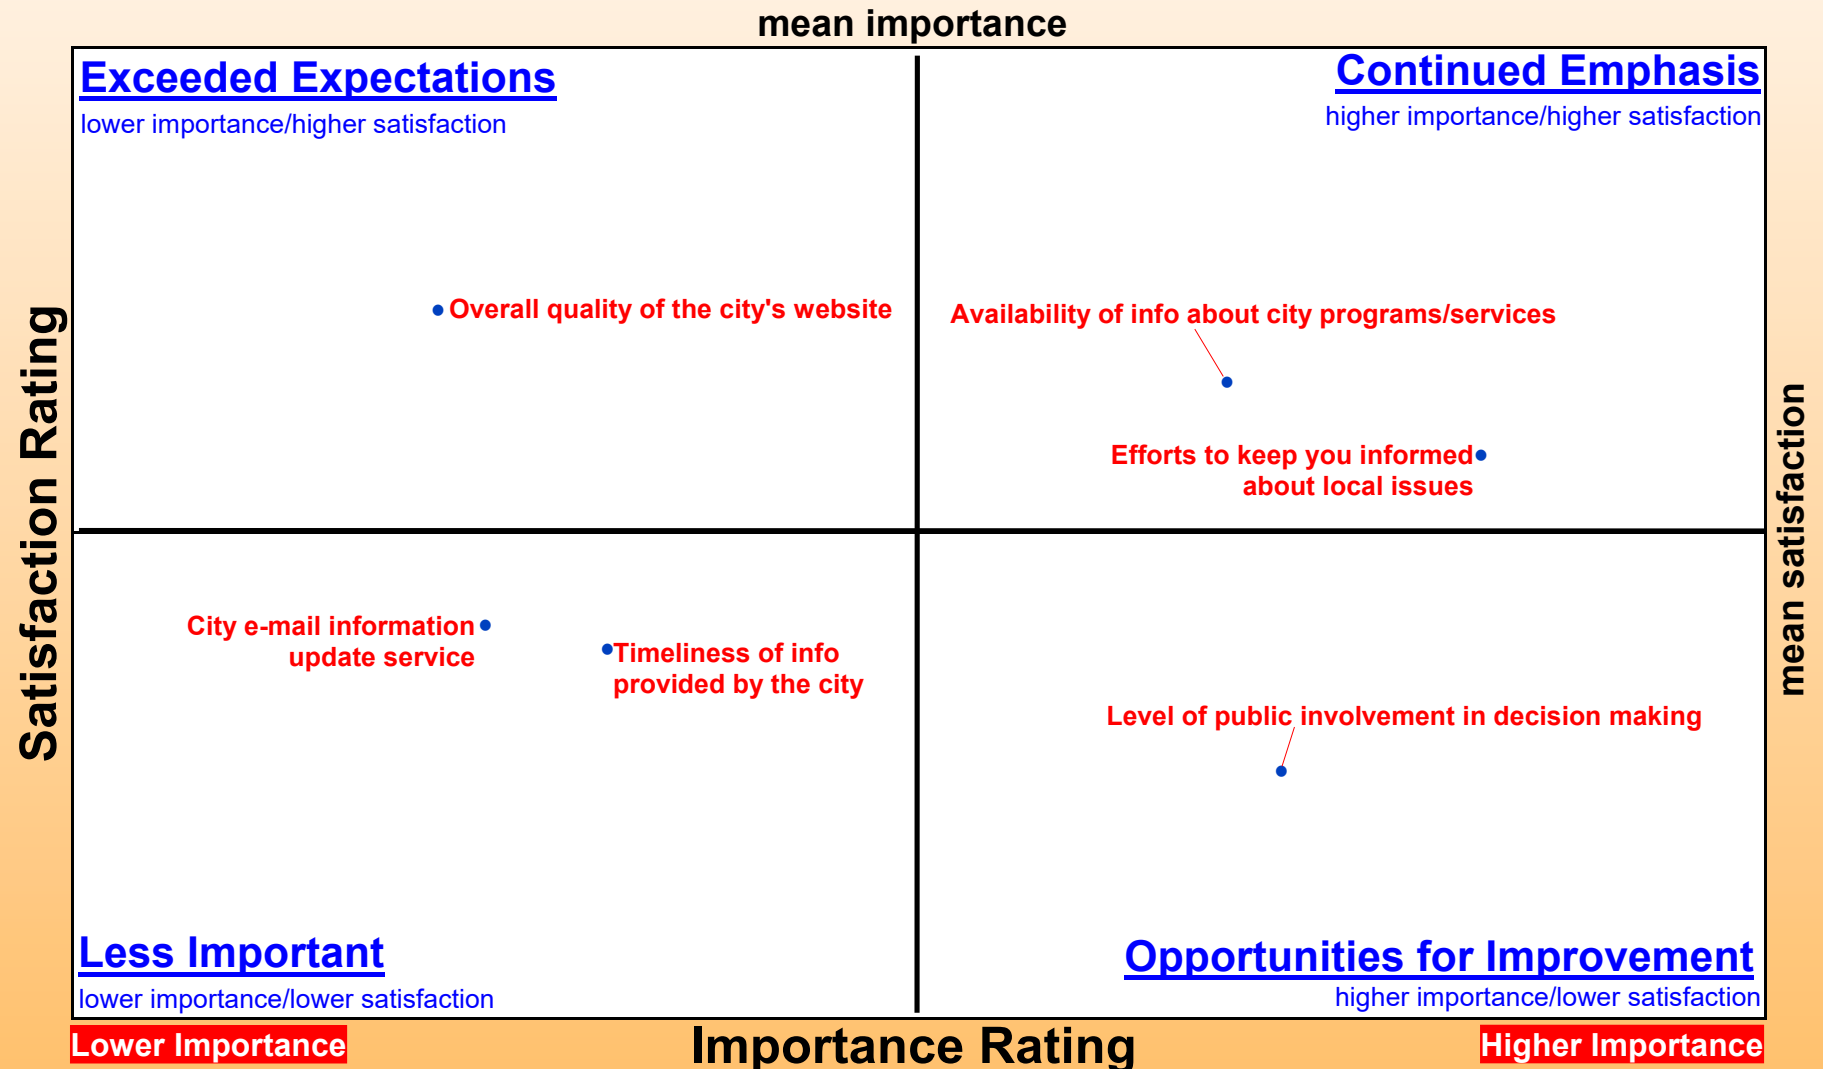 mean importance
Exceeded Expectations
lower importance/higher satisfaction
Continued Emphasis
higher importance/higher satisfaction
Overall quality of the city's website
Availability of info about city programs/services
Efforts to keep you informed
about local issues
Satisfaction Rating
mean satisfaction
City e-mail information
update service
Timeliness of info
provided by the city
Level of public involvement in decision making
Less Important
lower importance/lower satisfaction
Opportunities for Improvement
higher importance/lower satisfaction
Lower Importance
Importance Rating
Higher Importance